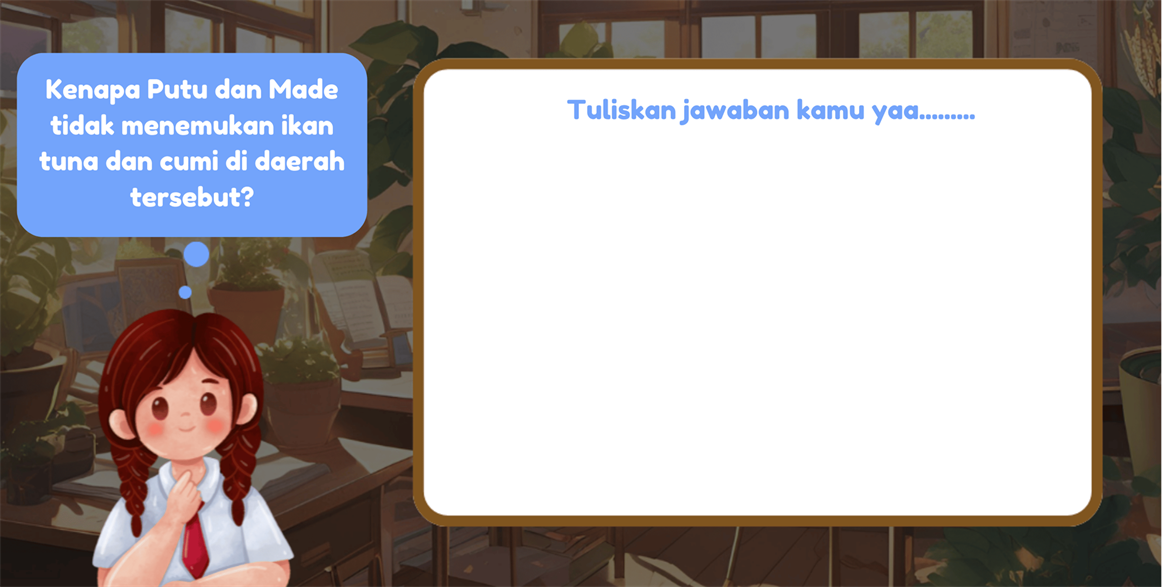 Kenapa Putu dan Made
tidak menemukan ikan
tuna dan cumi di daerah
tersebut?
Tuliskan jawaban kamu yaa.........